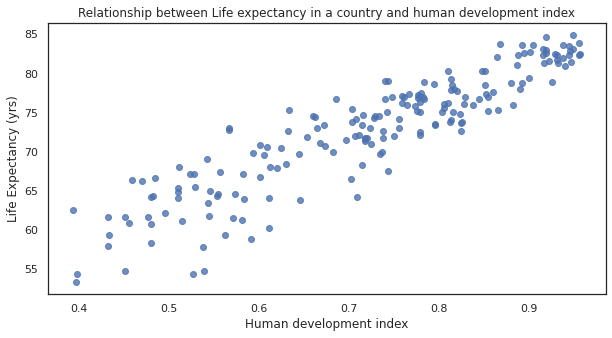 Relationship between Life expectancy in a country and human development index
85
80
75
70
65
60
55
Life Expectancy (yrs)
0.4 0.5 0.6 0.7 0.8 0.9
Human development index